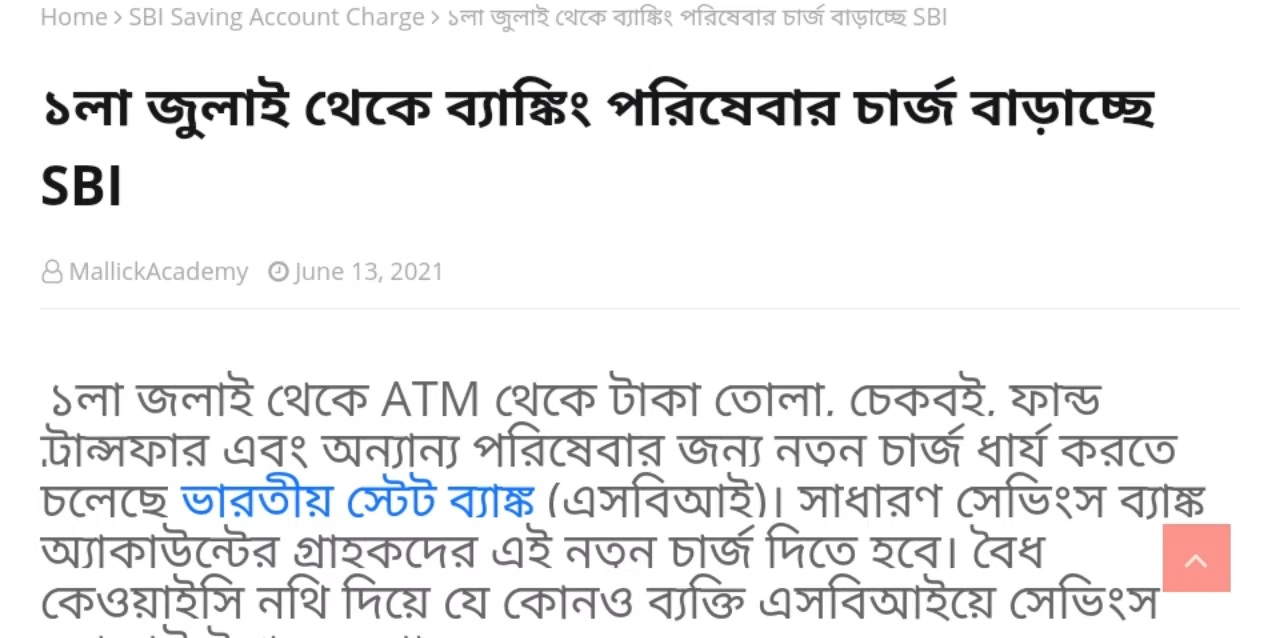 Home > SBI Saving Account Charge > ১লা জুলাই থেকে ব্যাঙ্কিং পরিষেবার চার্জ বাড়াচ্ছে SBI
১লা জুলাই থেকে ব্যাঙ্কিং পরিষেবার চার্জ বাড়াচ্ছে
SBI
MallickAcademy June 13, 2021
১লা জুলাই থেকে ATM থেকে টাকা তোলা, চেকবই, ফান্ড
ট্রান্সফার এবং অন্যান্য পরিষেবার জন্য নতুন চার্জ ধার্য করতে
চলেছে ভারতীয় স্টেট ব্যাঙ্ক (এসবিআই)। সাধারণ সেভিংস ব্যাঙ্ক
অ্যাকাউন্টের গ্রাহকদের এই নতুন চার্জ দিতে হবে। বৈধ
কেওয়াইসি নথি দিয়ে যে কোনও ব্যক্তি এসবিআইয়ে সেভিংস